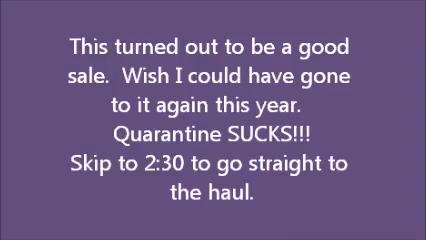 This turned out to be a good
sale.  Wish I could have gone
to it again this year.
Quarantine SUCKS!!!
Skip to 2:30 to go straight to
the haul.